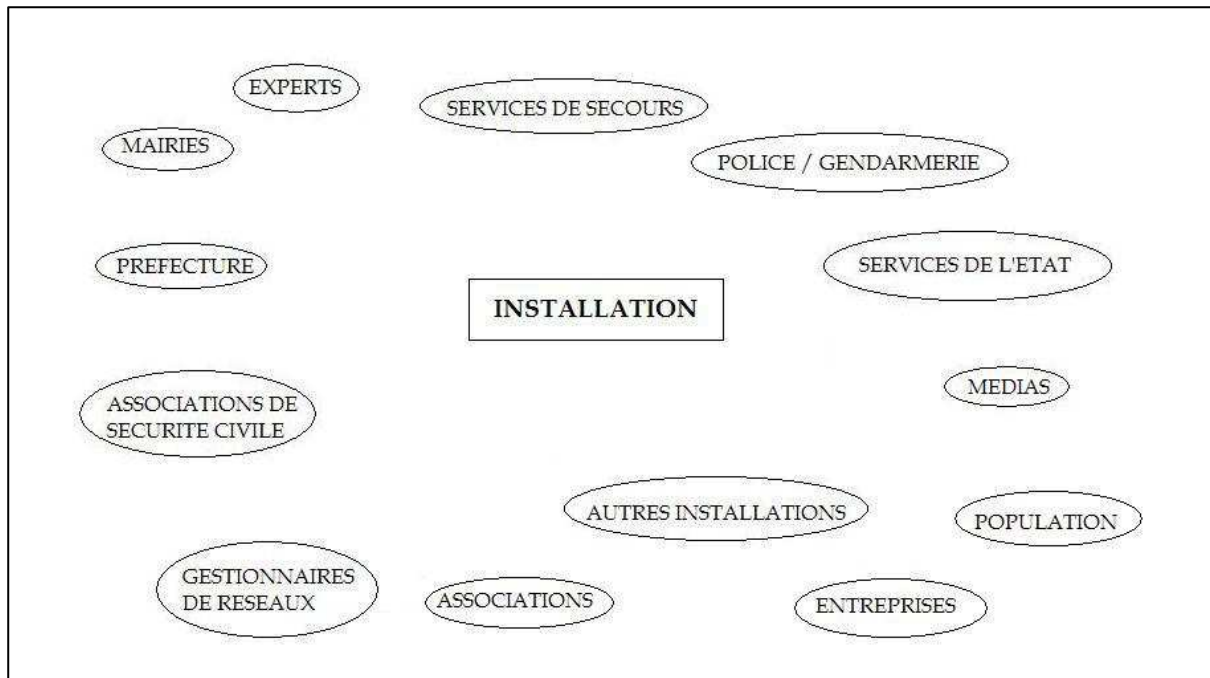 EXPERTS
SERVICES DE SECOURS
MAIRIES
POLICE / GENDARMERIE
PREFECTURE
SERVICES DE L'ETAT
INSTALLATION
MEDIAS
ASSOCIATIONS DE
SECURITE CIVILE
AUTRES INSTALLATIONS
POPULATION
GESTIONNAIRES
DE RESEAUX
ASSOCIATIONS
ENTREPRISES